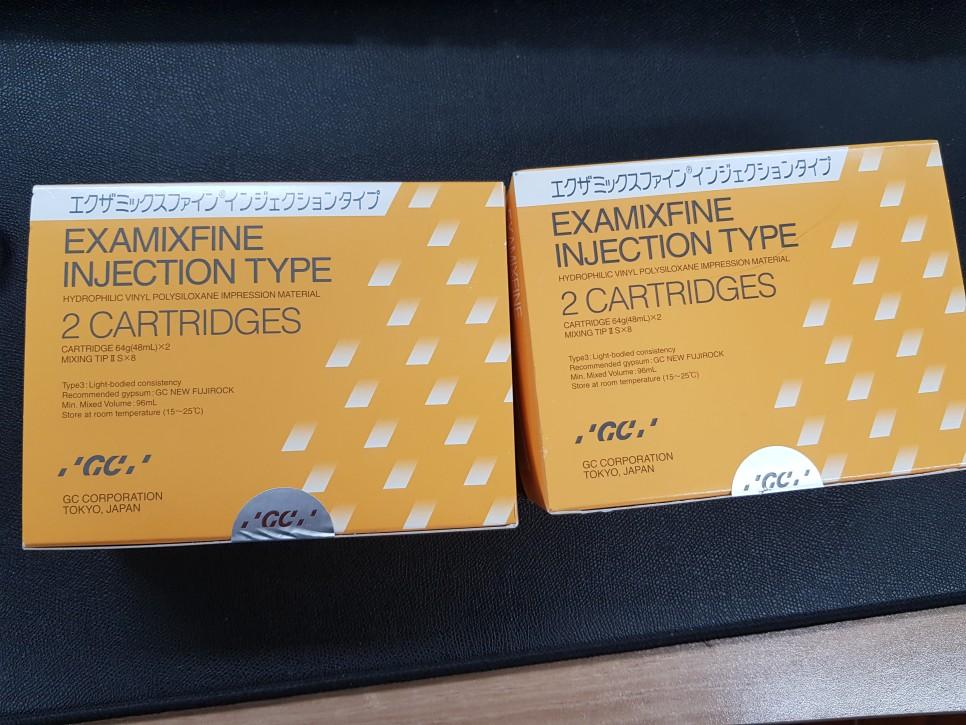 エクザミックスファイン®インジェクションタイプ
EXAMIXFINE
INJECTION TYPE
HYDROPHILIC VINYL POLYSILOXANE IMPRESSION MATERIAL
2 CARTRIDGES
CARTRIDGE 64g(48mL)×2
MIXING TIP Ⅱ S×8
Type3: Light-bodied consistency
Recommended gypsum: GC NEW FUJIROCK
Min. Mixed Volume: 96mL
Store at room temperature (15~25℃)
GC
GC CORPORATION
TOKYO, JAPAN
GC
EXAMIXFINE
エクザミックスファイン®インジェクションタイプ
EXAMIXFINE
INJECTION TYPE
HYDROPHILIC VINYL POLYSILOXANE IMPRESSION MATERIAL
2 CARTRIDGES
CARTRIDGE 64g(48mL)×2
MIXING TIP Ⅱ S×8
Type3: Light-bodied consistency
Recommended gypsum: GC NEW FUJIROCK
Min. Mixed Volume: 96mL
Store at room temperature (15~25℃)
GC
GC CORPORATION
TOKYO, JAPAN
GC